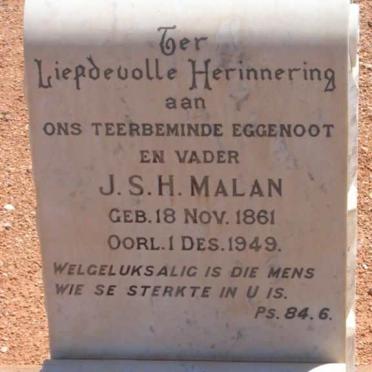 Ter
Liefdevolle Herinnering
aan
ONS TEERBEMINDE EGGENOOT
EN VADER
J.S.H. MALAN
GEB. 18 NOV. 1861
OORL. 1 DES. 1949.
WELGELUKSALIG IS DIE MENS
WIE SE STERKTE IN U IS.
PS. 84.6.